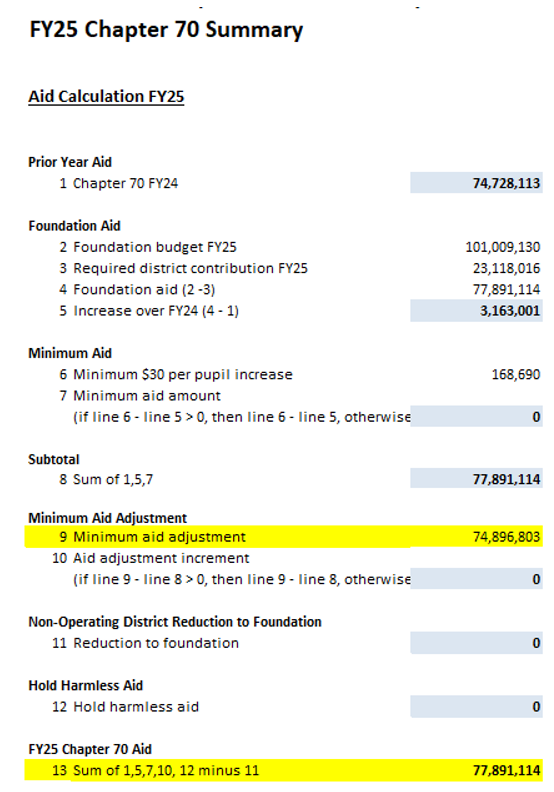 FY25 Chapter 70 Summary
Aid Calculation FY25
Prior Year Aid
1 Chapter 70 FY24 74,728,113
Foundation Aid
2 Foundation budget FY25 101,009,130
3 Required district contribution FY25 23,118,016
4 Foundation aid (2 -3) 77,891,114
5 Increase over FY24 (4 - 1) 3,163,001
Minimum Aid
6 Minimum $30 per pupil increase 168,690
7 Minimum aid amount
(if line 6 - line 5 > 0, then line 6 - line 5, otherwise 0
Subtotal
8 Sum of 1,5,7 77,891,114
Minimum Aid Adjustment
9 Minimum aid adjustment 74,896,803
10 Aid adjustment increment
(if line 9 - line 8 > 0, then line 9 - line 8, otherwise 0
Non-Operating District Reduction to Foundation
11 Reduction to foundation 0
Hold Harmless Aid
12 Hold harmless aid 0
FY25 Chapter 70 Aid
13 Sum of 1,5,7,10, 12 minus 11 77,891,114